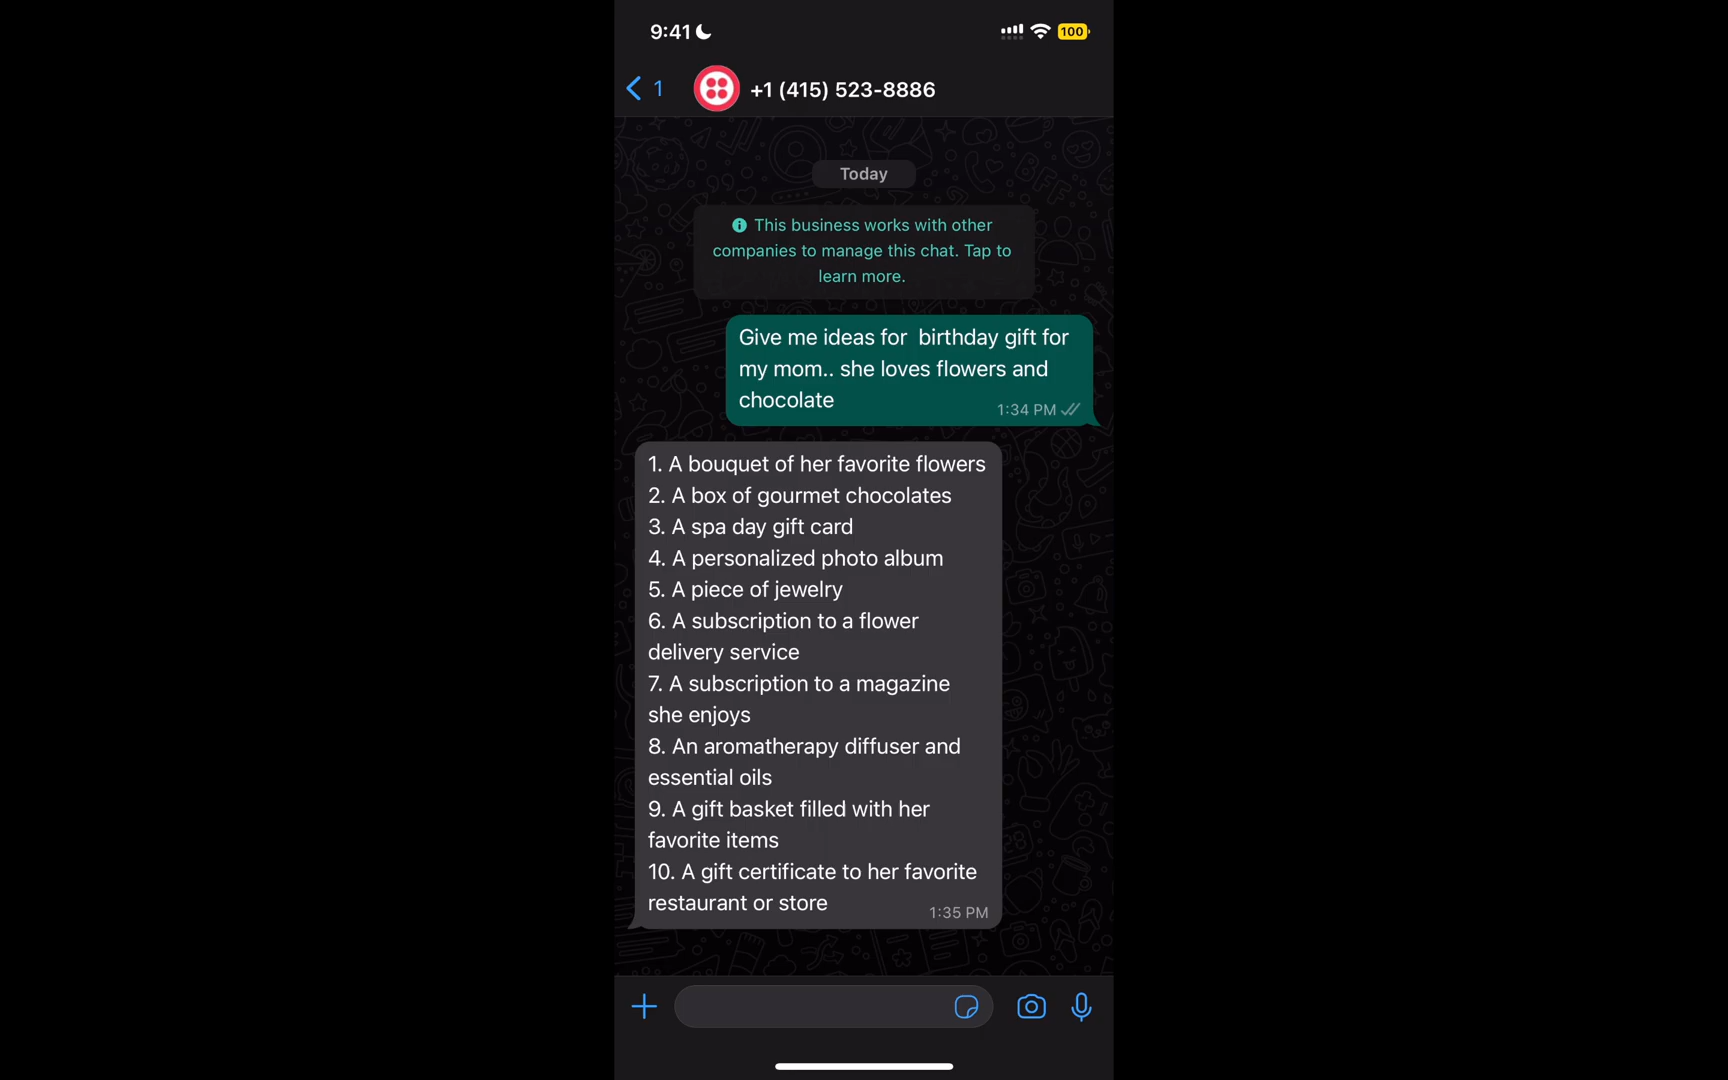 9:41
100
1
+1 (415) 523-8886
Today
This business works with other
companies to manage this chat. Tap to
learn more.
Give me ideas for  birthday gift for
my mom.. she loves flowers and
chocolate
1:34 PM
1. A bouquet of her favorite flowers
2. A box of gourmet chocolates
3. A spa day gift card
4. A personalized photo album
5. A piece of jewelry
6. A subscription to a flower
delivery service
7. A subscription to a magazine
she enjoys
8. An aromatherapy diffuser and
essential oils
9. A gift basket filled with her
favorite items
10. A gift certificate to her favorite
restaurant or store
1:35 PM